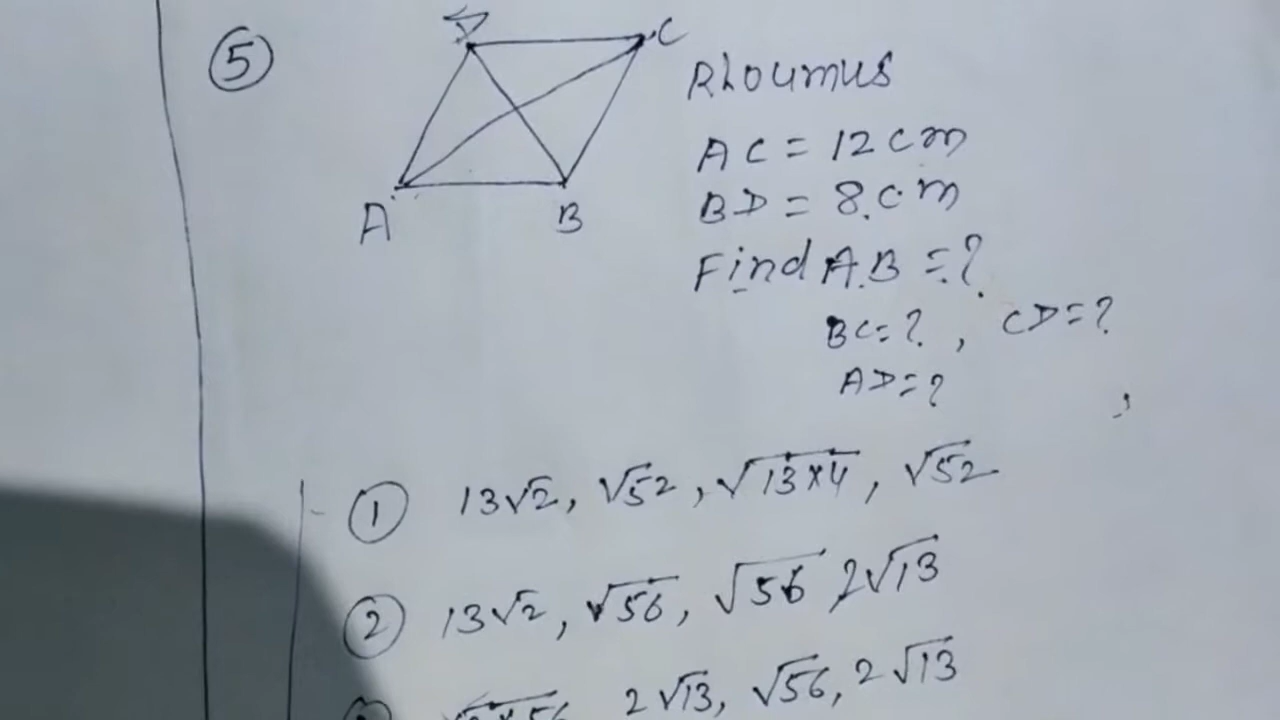 5
D C
Rhoumus
AC = 12 cm
BD = 8 cm
A B
Find AB = ?
BC = ? , CD = ?
AD = ?
1 13√2, √52, √13×4, √52
2 13√2, √56, √56, 2√13
2√13, √56, 2√13